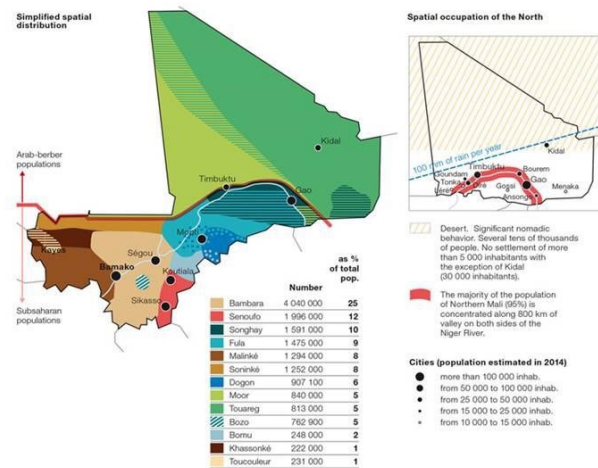 Simplified spatial
distribution
Arab-berber
populations
Subsaharan
populations
Kidal
Timbuktu
Gao
Mopti
Kayes
Ségou
Bamako
Koutiala
Sikasso
Bozo
as %
of total
pop.
Number
Bambara 4 040 000 25
Senoufo 1 996 000 12
Songhay 1 591 000 10
Fula 1 475 000 9
Malinké 1 294 000 8
Soninké 1 252 000 8
Dogon 907 100 6
Moor 840 000 5
Touareg 813 000 5
Bozo 762 900 5
Bomu 248 000 2
Khassonké 222 000 1
Toucouleur 231 000 1
Spatial occupation of the North
100 mm of rain per year
Kidal
Timbuktu
Bourem
Goundam
Tonka
Gao
Diré
Gossi
Menaka
Léré
Ansong
Desert. Significant nomadic
behavior. Several tens of thousands
of people. No settlement of more
than 5 000 inhabitants with
the exception of Kidal
(30 000 inhabitants).
The majority of the population
of Northern Mali (95%) is
concentrated along 800 km of
valley on both sides of the
Niger River.
Cities (population estimated in 2014)
more than 100 000 inhab.
from 50 000 to 100 000 inhab.
from 25 000 to 50 000 inhab.
from 15 000 to 25 000 inhab.
from 10 000 to 15 000 inhab.